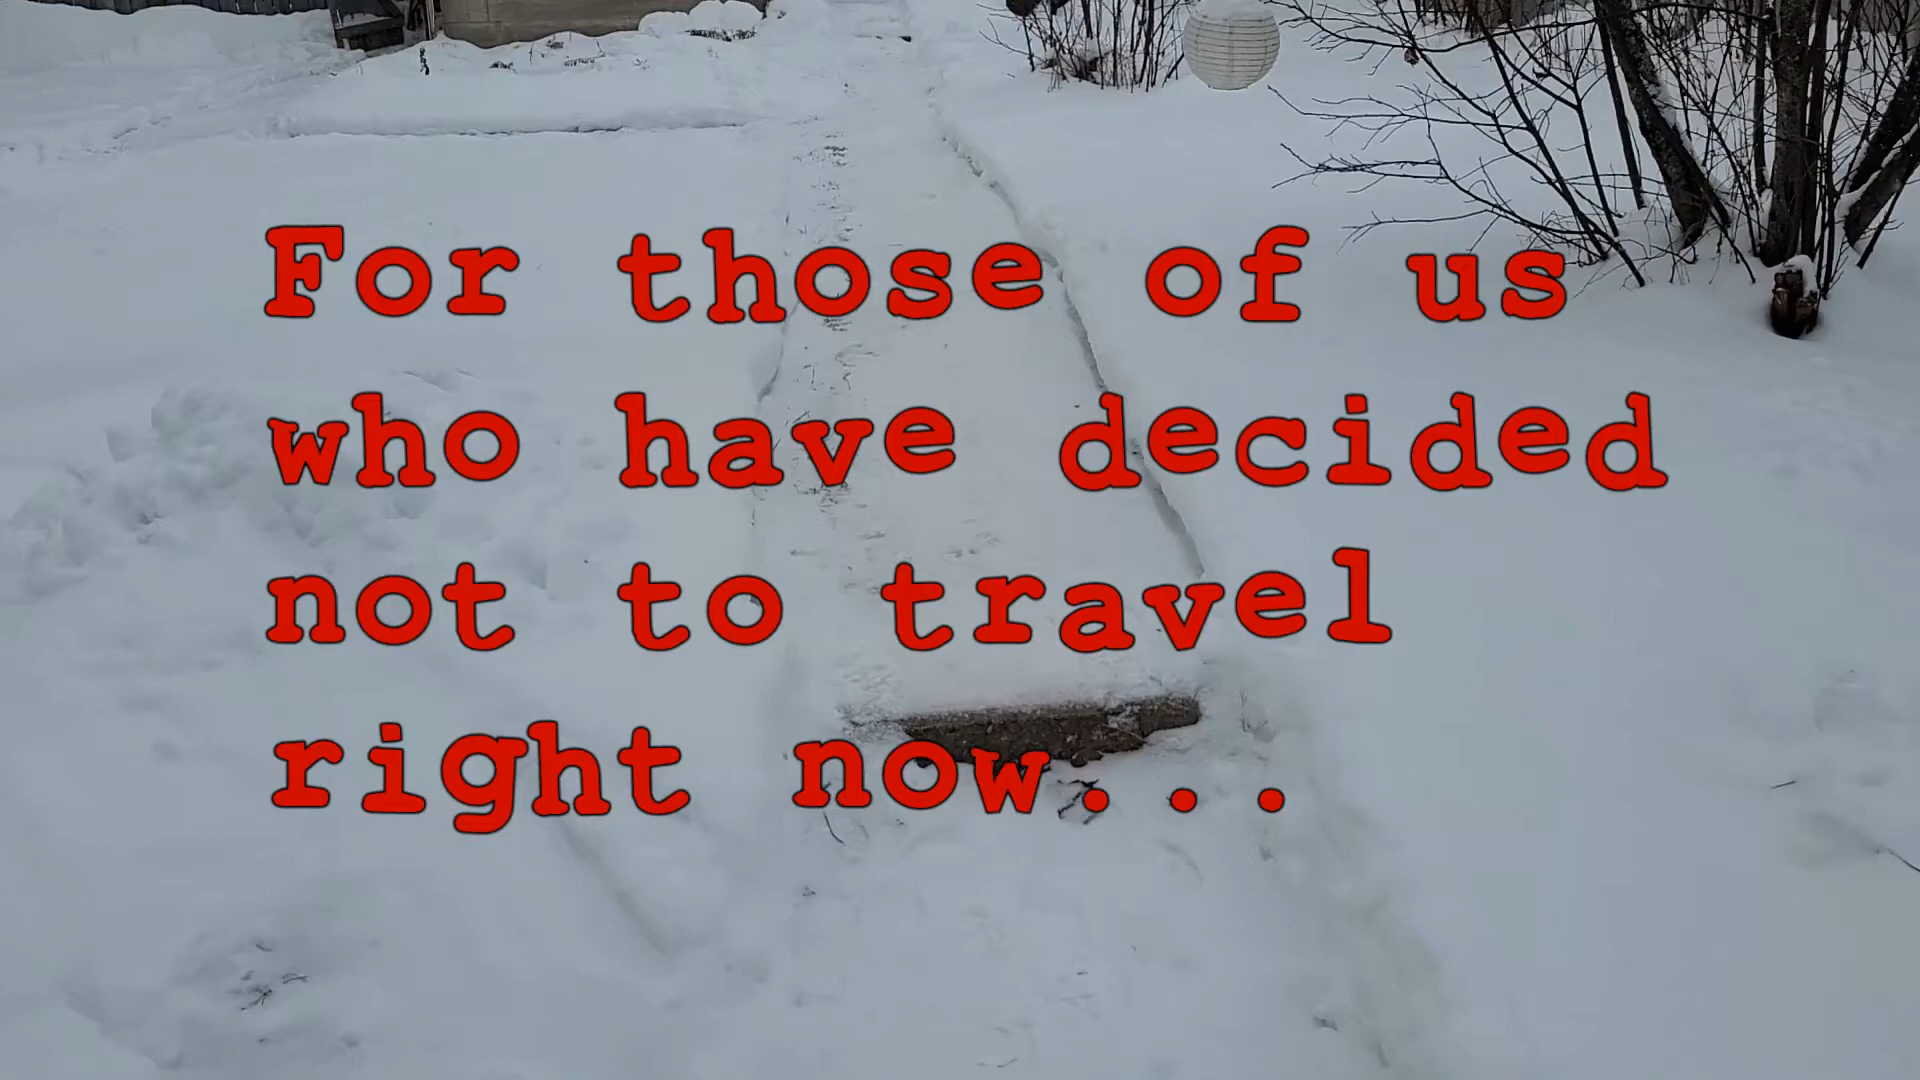 For those of us
who have decided
not to travel
right now...